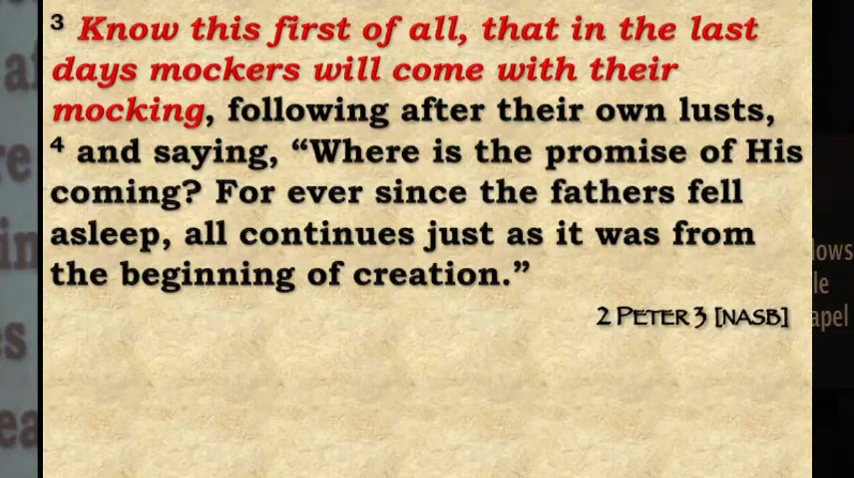 ³ Know this first of all, that in the last
days mockers will come with their
mocking, following after their own lusts,
⁴ and saying, “Where is the promise of His
coming? For ever since the fathers fell
asleep, all continues just as it was from
the beginning of creation.”
2 PETER 3 [NASB]